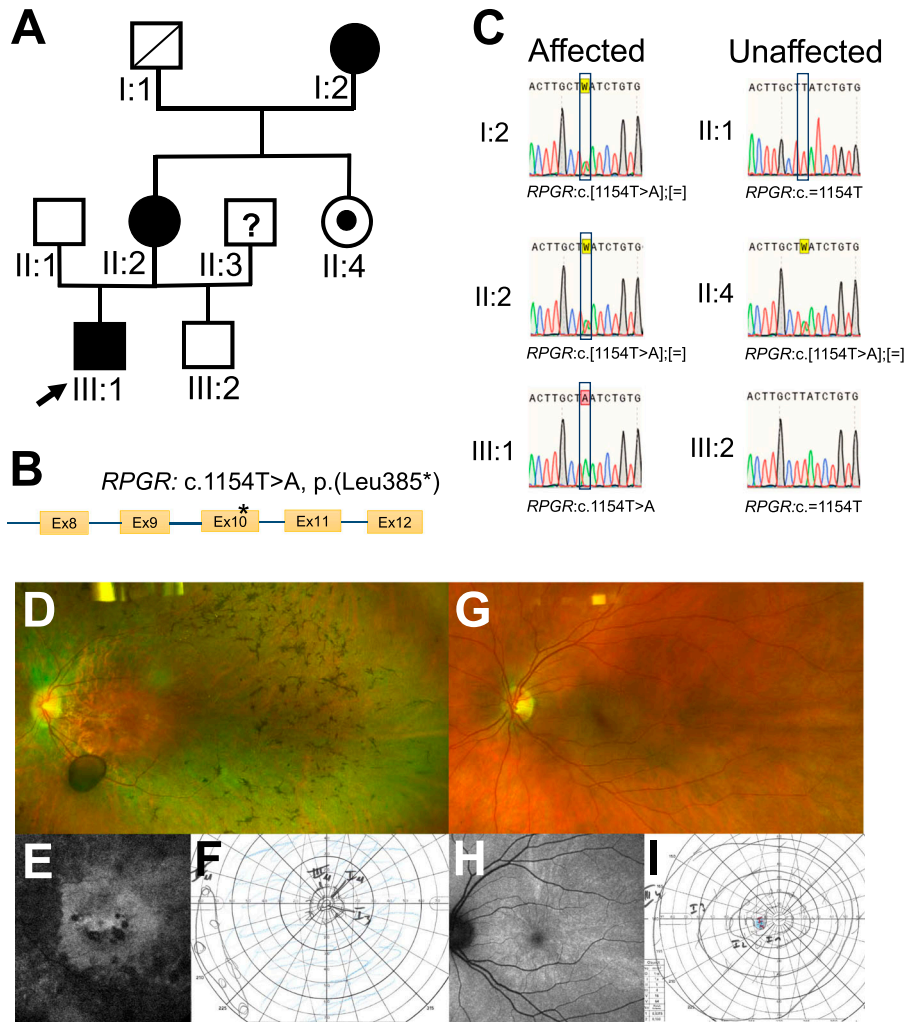 A
I:1
I:2
?
II:1
II:2
II:3
II:4
III:1
III:2
B
RPGR: c.1154T>A, p.(Leu385*)
*
Ex8
Ex9
Ex10
Ex11
Ex12
C
Affected
Unaffected
I:2
ACTTGCTWATCTGTG
RPGR:c.[1154T>A];[=]
II:1
ACTTGCTTATCTGTG
RPGR:c.=1154T
II:2
ACTTGCTWATCTGTG
RPGR:c.[1154T>A];[=]
II:4
ACTTGCTWATCTGTG
RPGR:c.[1154T>A];[=]
III:1
ACTTGCTAATCTGTG
RPGR:c.1154T>A
III:2
ACTTGCTTATCTGTG
RPGR:c.=1154T
D
G
E
F
225
315
H
I